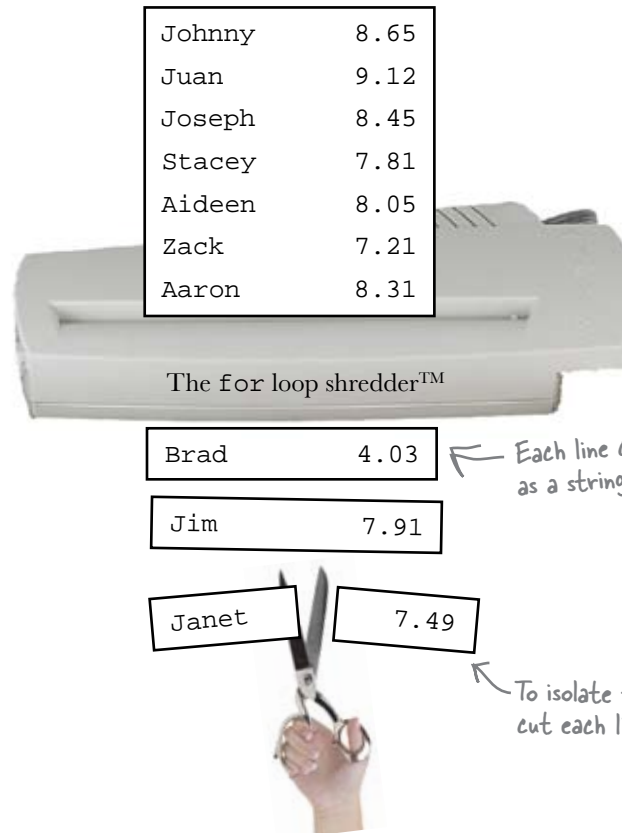 Johnny 8.65
Juan 9.12
Joseph 8.45
Stacey 7.81
Aideen 8.05
Zack 7.21
Aaron 8.31
The for loop shredder™
Brad 4.03
Each line
as a string
Jim 7.91
Janet 7.49
To isolate
cut each